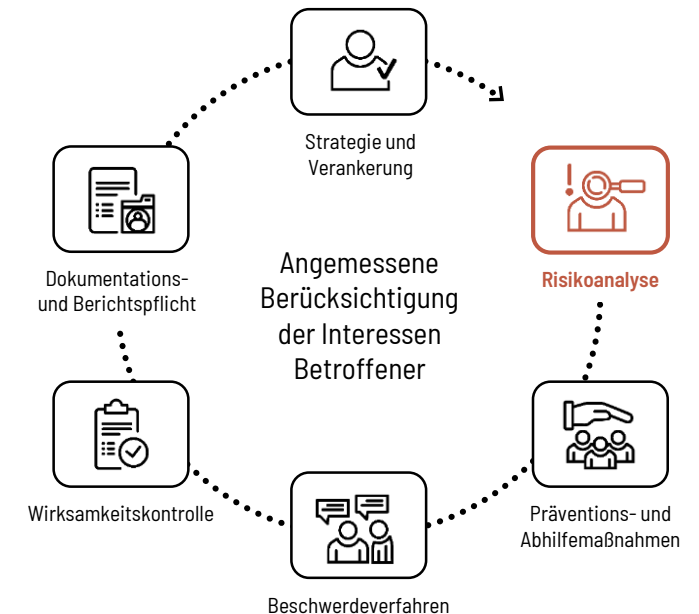 Strategie und
Verankerung
Risikoanalyse
Präventions- und
Abhilfemaßnahmen
Beschwerdeverfahren
Wirksamkeitskontrolle
Dokumentations-
und Berichtspflicht
Angemessene
Berücksichtigung
der Interessen
Betroffener